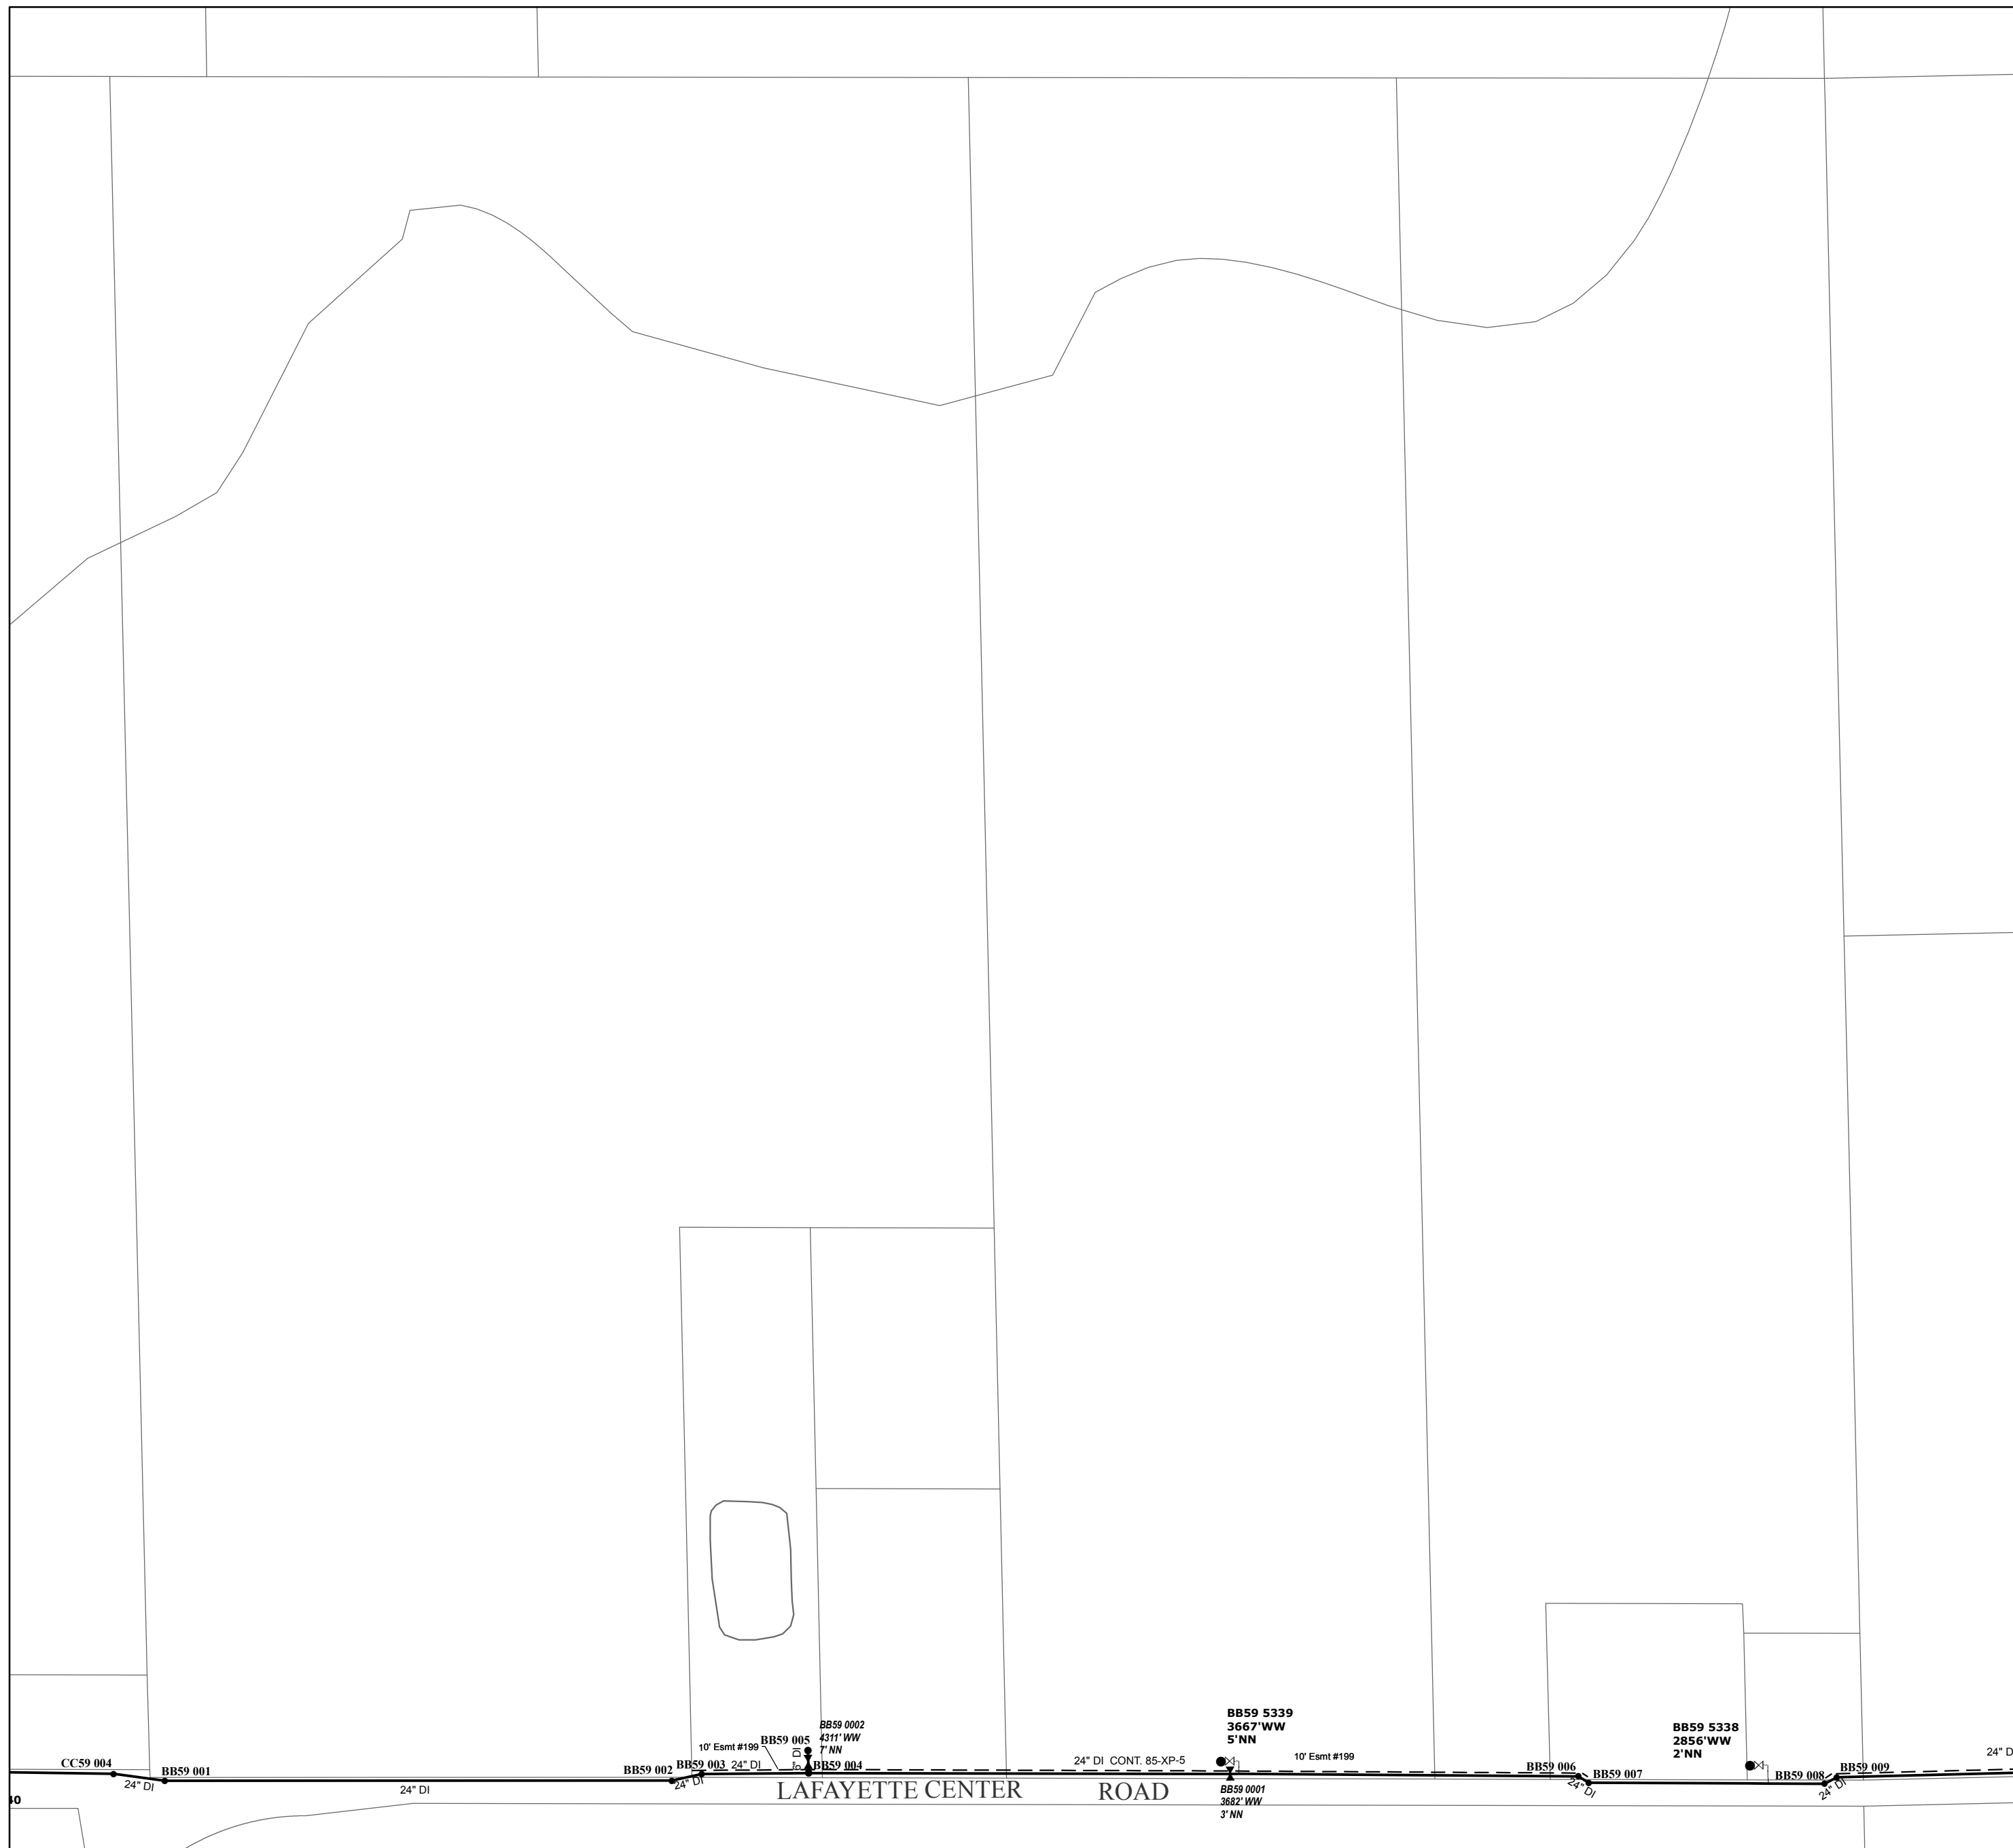 BB59 5339
3667'WW
5'NN
BB59 5338
2856'WW
2'NN
BB59 0002
4311' WW
7' NN
BB59 005
10' Esmt #199
CC59 004
24" DI
BB59 001
24" DI
BB59 002
24" DI
BB59 003
24" DI
BB59 004
24" DI CONT. 85-XP-5
10' Esmt #199
BB59 006
BB59 007
24" DI
BB59 008
24" DI
BB59 009
24" D
LAFAYETTE CENTER ROAD
BB59 0001
3682' WW
3' NN